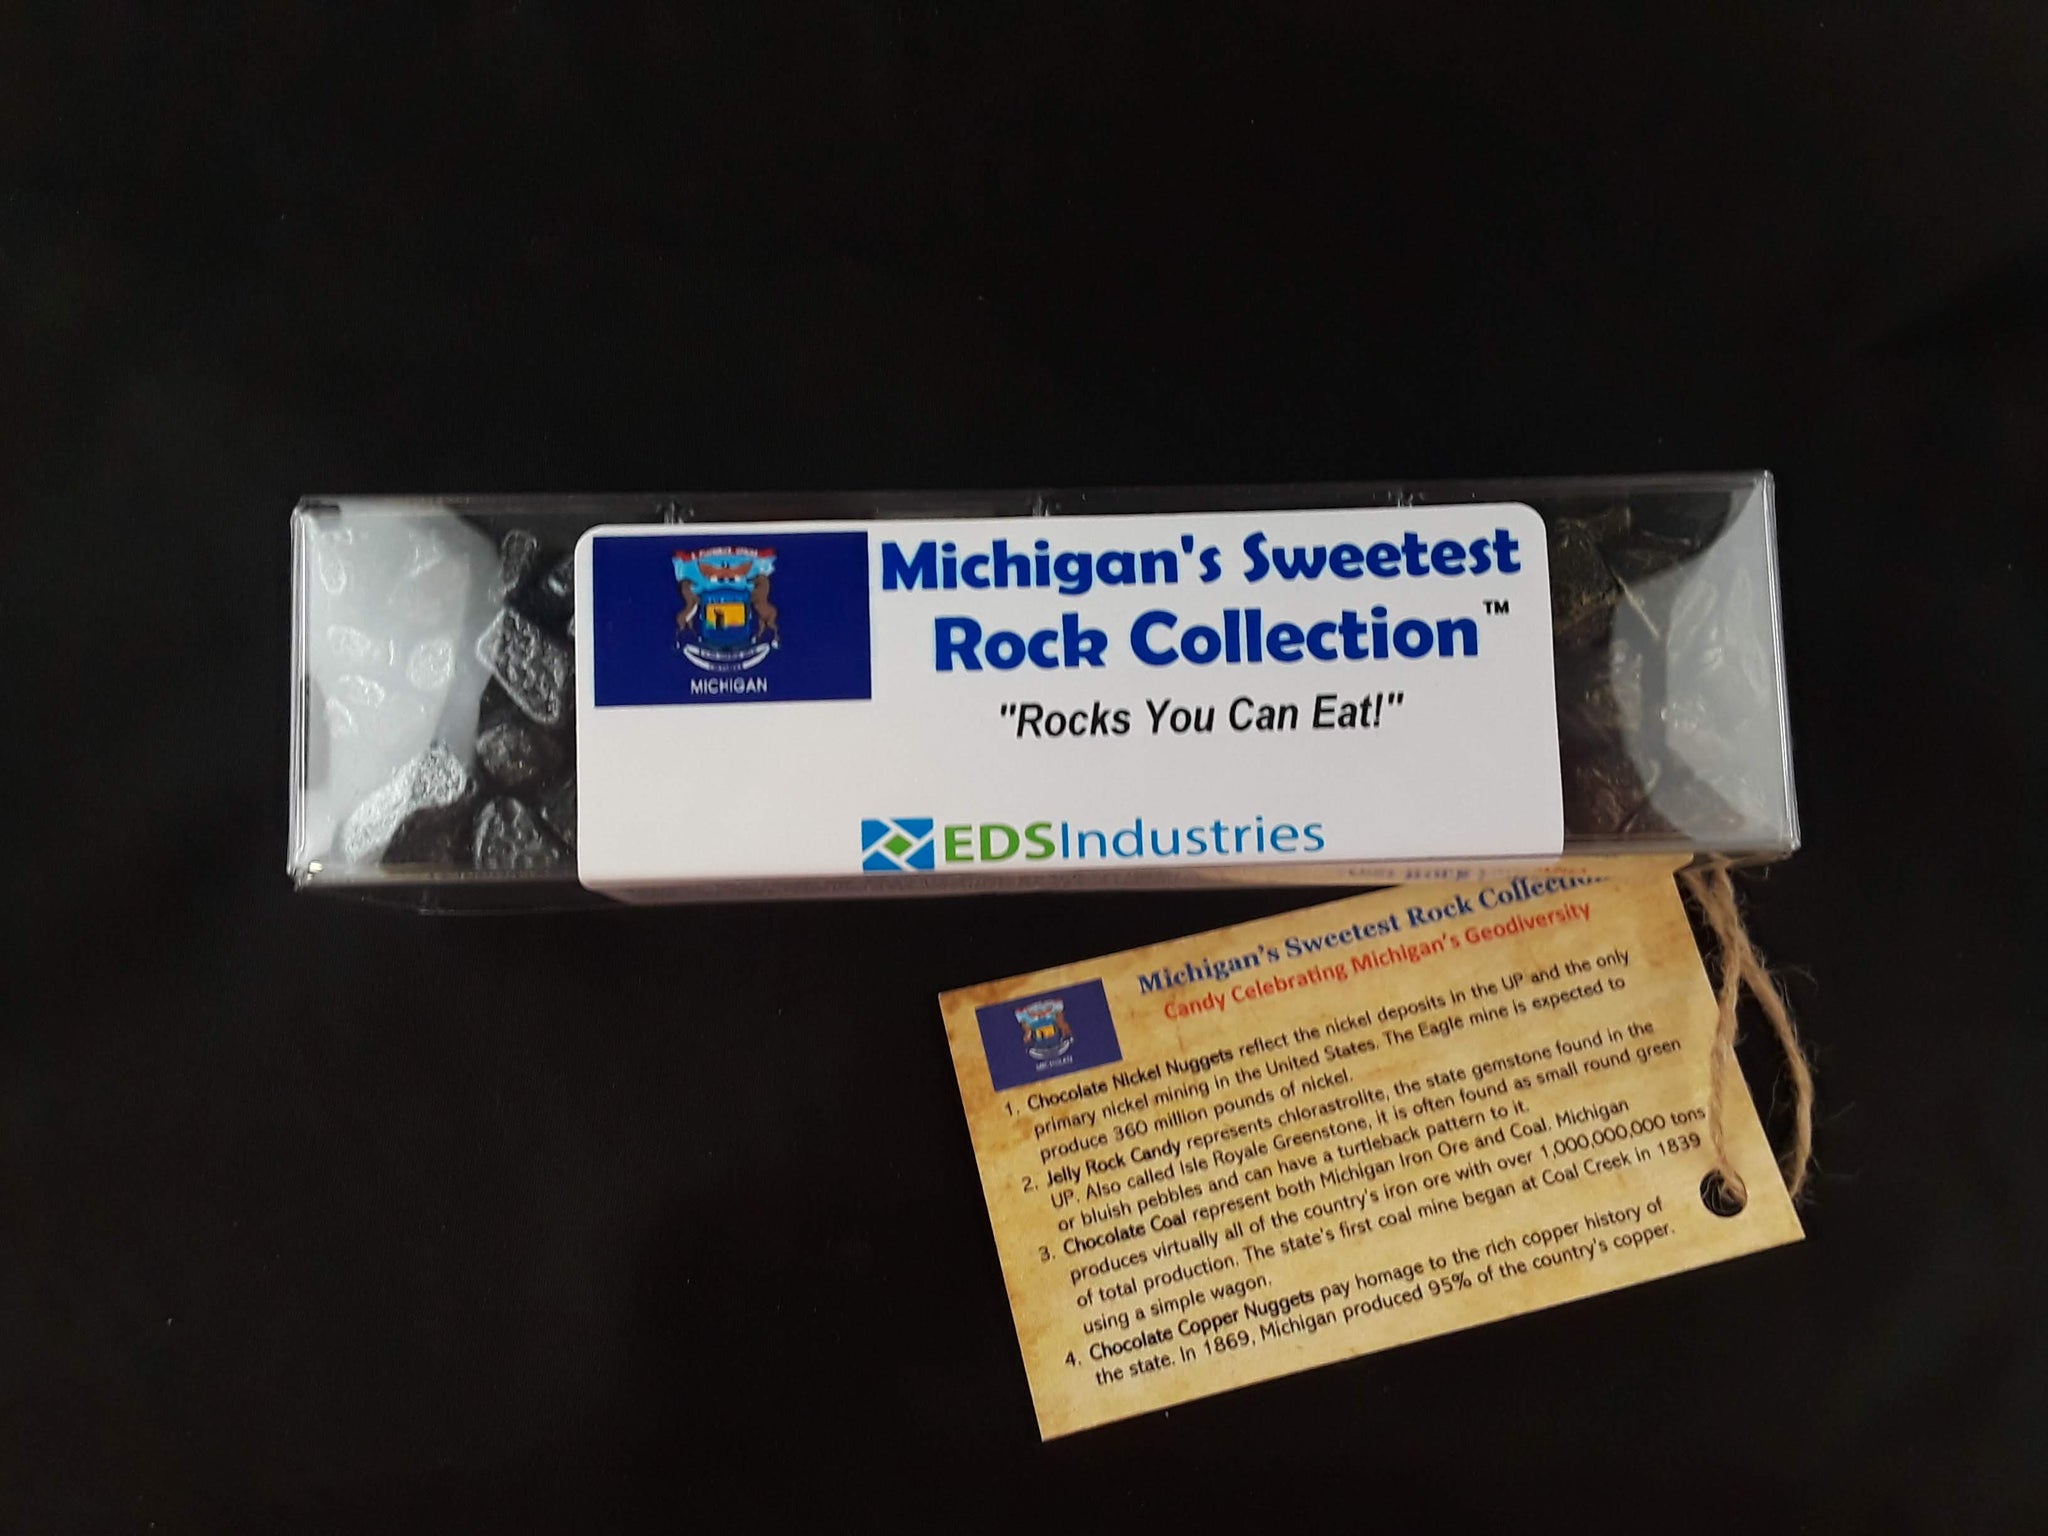 MICHIGAN
Michigan's Sweetest
Rock Collection™
"Rocks You Can Eat!"
EDSIndustries
Michigan's Sweetest Rock Collection
Candy Celebrating Michigan's Geodiversity
MICHIGAN
1. Chocolate Nickel Nuggets reflect the nickel deposits in the UP and the only
primary nickel mining in the United States. The Eagle mine is expected to
produce 360 million pounds of nickel.
2. Jelly Rock Candy represents chlorastrolite, the state gemstone found in the
UP. Also called Isle Royale Greenstone, it is often found as small round green
or bluish pebbles and can have a turtleback pattern to it.
3. Chocolate Coal represent both Michigan Iron Ore and Coal. Michigan
produces virtually all of the country's iron ore with over 1,000,000,000 tons
of total production. The state's first coal mine began at Coal Creek in 1839
using a simple wagon.
4. Chocolate Copper Nuggets pay homage to the rich copper history of
the state. In 1869, Michigan produced 95% of the country's copper.